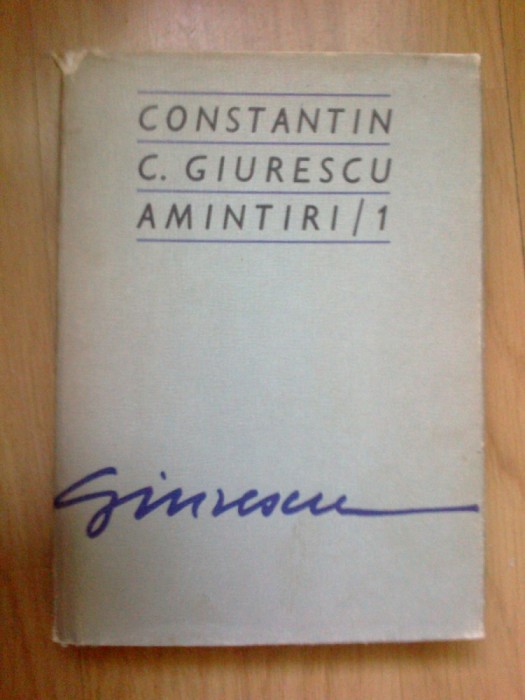 CONSTANTIN
C. GIURESCU
AMINTIRI/1
Giurescu